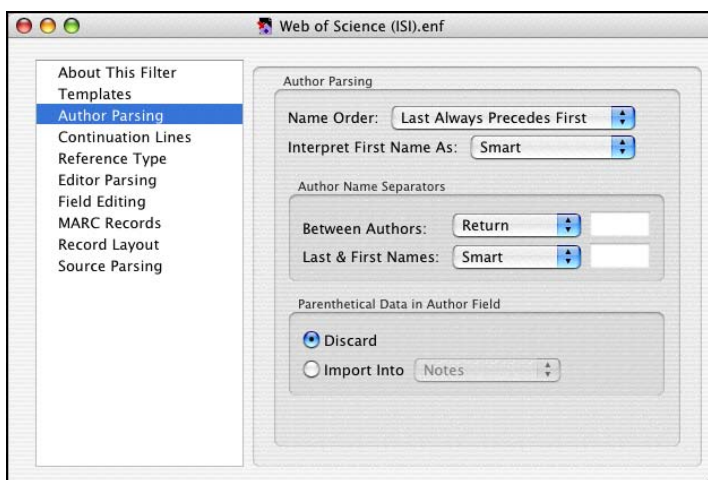 Web of Science (ISI).enf
About This Filter
Templates
Author Parsing
Continuation Lines
Reference Type
Editor Parsing
Field Editing
MARC Records
Record Layout
Source Parsing
Author Parsing
Name Order: Last Always Precedes First
Interpret First Name As: Smart
Author Name Separators
Between Authors: Return
Last & First Names: Smart
Parenthetical Data in Author Field
Discard
Import Into Notes